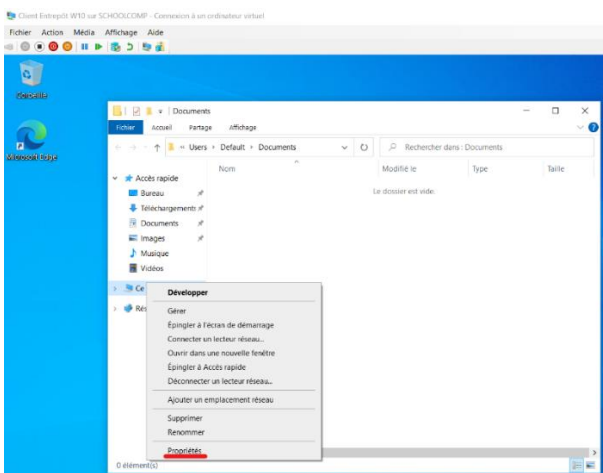 Client Entrepôt W10 sur SCHOOLCOMP - Connexion à un ordinateur virtuel
Fichier Action Média Affichage Aide
Corbeille
Microsoft Edge
Documents
Fichier Accueil Partage Affichage
« Users › Default › Documents
Rechercher dans : Documents
Nom Modifié le Type Taille
Le dossier est vide.
Accès rapide
Bureau
Téléchargements
Documents
Images
Musique
Vidéos
Ce
Rés
Développer
Gérer
Épingler à l'écran de démarrage
Connecter un lecteur réseau...
Ouvrir dans une nouvelle fenêtre
Épingler à Accès rapide
Déconnecter un lecteur réseau...
Ajouter un emplacement réseau
Supprimer
Renommer
Propriétés
0 élément(s)